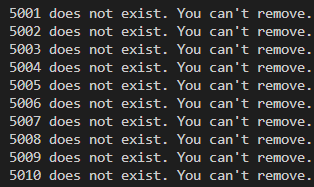 5001 does not exist. You can't remove.
5002 does not exist. You can't remove.
5003 does not exist. You can't remove.
5004 does not exist. You can't remove.
5005 does not exist. You can't remove.
5006 does not exist. You can't remove.
5007 does not exist. You can't remove.
5008 does not exist. You can't remove.
5009 does not exist. You can't remove.
5010 does not exist. You can't remove.